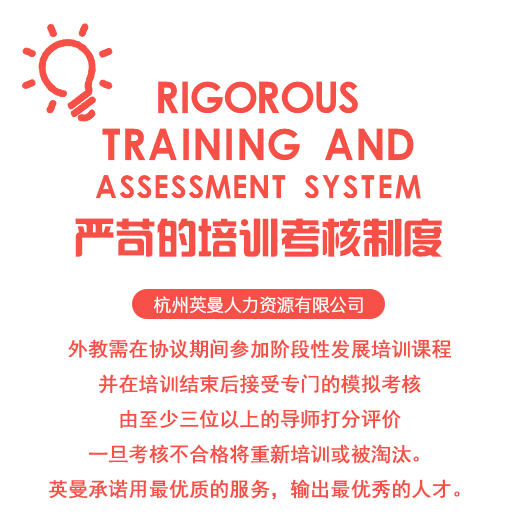 RIGOROUS
TRAINING AND
ASSESSMENT SYSTEM
严苛的培训考核制度
杭州英曼人力资源有限公司
外教需在协议期间参加阶段性发展培训课程
并在培训结束后接受专门的模拟考核
由至少三位以上的导师打分评价
一旦考核不合格将重新培训或被淘汰。
英曼承诺用最优质的服务，输出最优秀的人才。